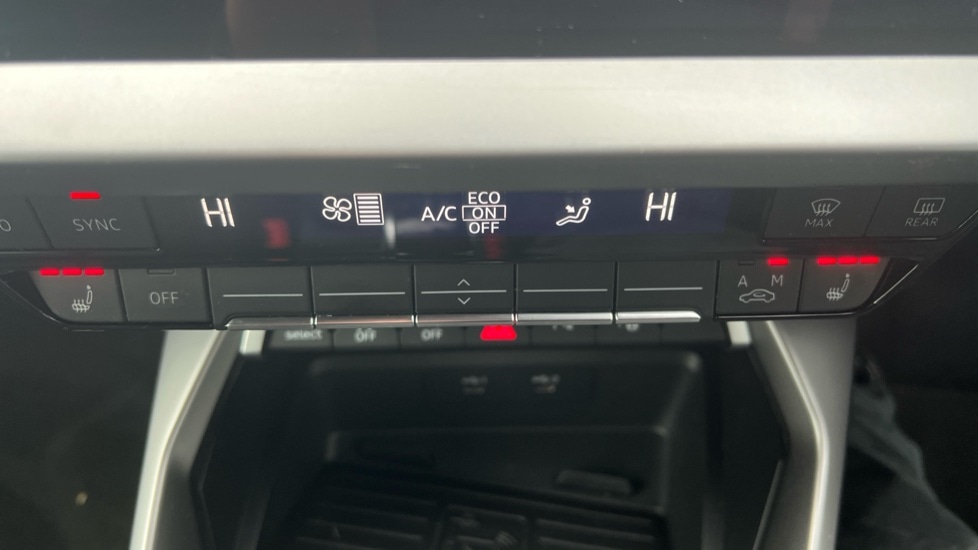 O SYNC HI A/C ECO HI MAX REAR
ON
OFF
OFF A M
select OFF OFF